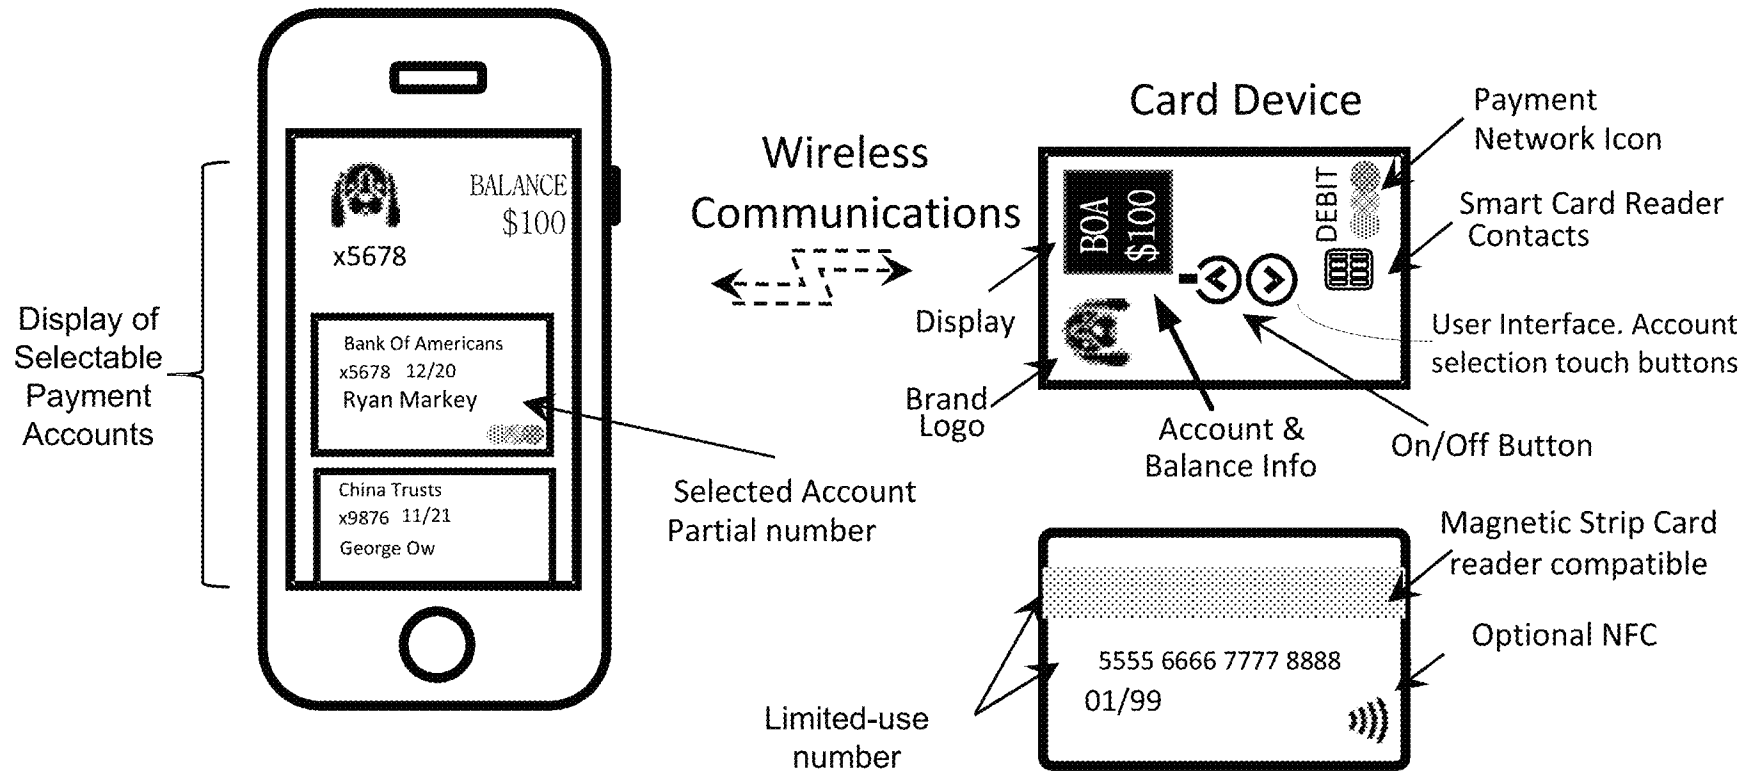 Display of
Selectable
Payment
Accounts
BALANCE
$100
x5678
Bank Of Americans
x5678 12/20
Ryan Markey
China Trusts
x9876 11/21
George Ow
Selected Account
Partial number
Wireless
Communications
Card Device
BOA
$100
DEBIT
Payment
Network Icon
Smart Card Reader
Contacts
User Interface. Account
selection touch buttons
Display
Brand
Logo
Account &
Balance Info
On/Off Button
Magnetic Strip Card
reader compatible
Optional NFC
5555 6666 7777 8888
01/99
Limited-use
number